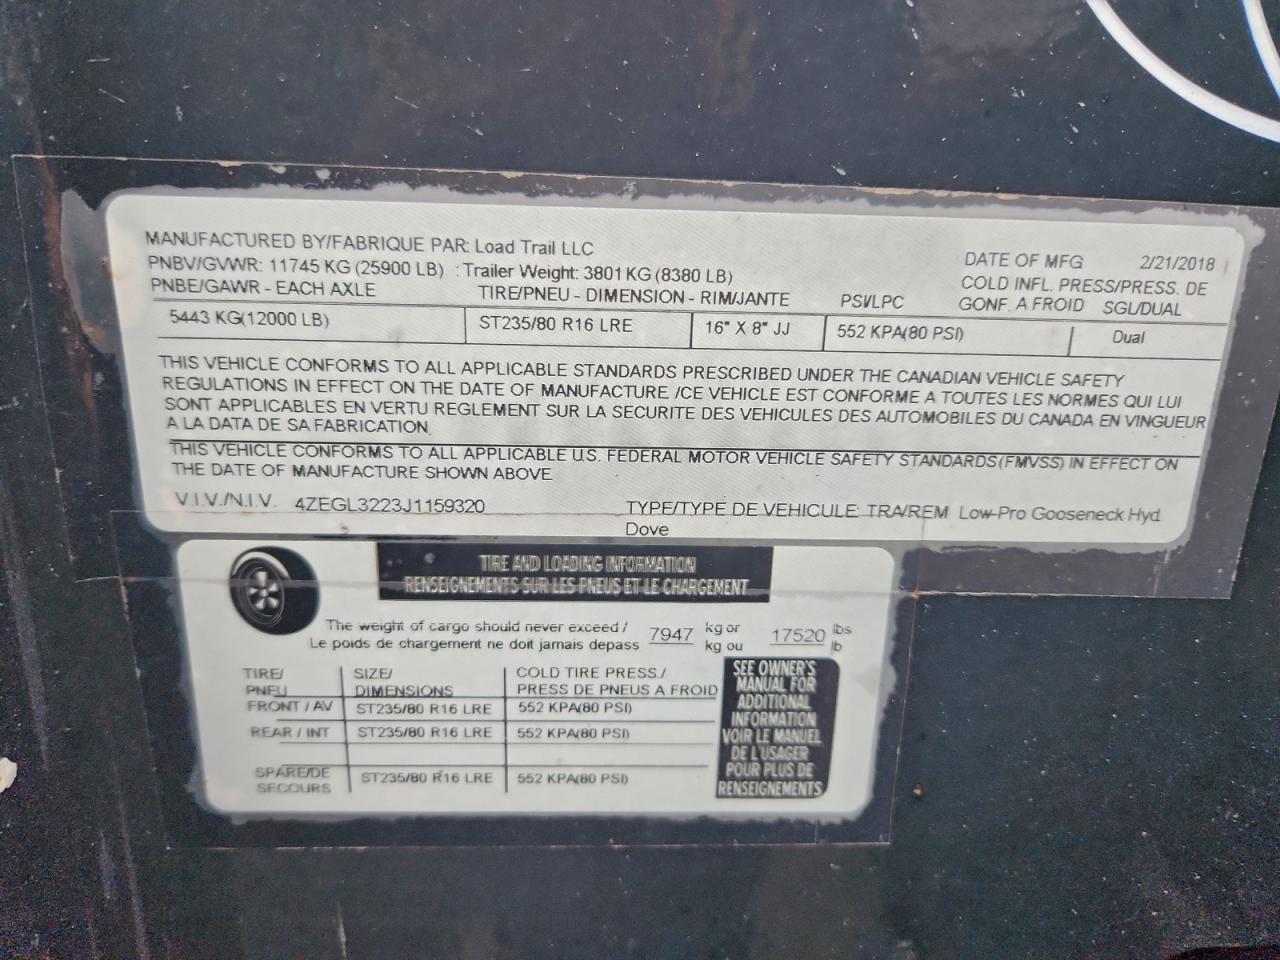 MANUFACTURED BY/FABRIQUE PAR: Load Trail LLC
DATE OF MFG 2/21/2018
PNBV/GVWR: 11745 KG (25900 LB) : Trailer Weight: 3801 KG (8380 LB)
COLD INFL. PRESS/PRESS. DE
PNBE/GAWR - EACH AXLE TIRE/PNEU - DIMENSION - RIM/JANTE PSI/LPC GONF. A FROID SGL/DUAL
5443 KG(12000 LB) ST235/80 R16 LRE 16" X 8" JJ 552 KPA(80 PSI) Dual
THIS VEHICLE CONFORMS TO ALL APPLICABLE STANDARDS PRESCRIBED UNDER THE CANADIAN VEHICLE SAFETY
REGULATIONS IN EFFECT ON THE DATE OF MANUFACTURE /CE VEHICLE EST CONFORME A TOUTES LES NORMES QUI LUI
SONT APPLICABLES EN VERTU REGLEMENT SUR LA SECURITE DES VEHICULES DES AUTOMOBILES DU CANADA EN VINGUEUR
A LA DATA DE SA FABRICATION.
THIS VEHICLE CONFORMS TO ALL APPLICABLE U.S. FEDERAL MOTOR VEHICLE SAFETY STANDARDS (FMVSS) IN EFFECT ON
THE DATE OF MANUFACTURE SHOWN ABOVE
V.I.V./N.I.V. 4ZEGL3223J1159320 TYPE/TYPE DE VEHICULE: TRA/REM Low-Pro Gooseneck Hyd.
Dove
TIRE AND LOADING INFORMATION
RENSEIGNEMENTS SUR LES PNEUS ET LE CHARGEMENT
The weight of cargo should never exceed / 7947 kg or 17520 lbs
Le poids de chargement ne doit jamais depass kg ou lb
TIRE/ SIZE/ COLD TIRE PRESS./
PNEU DIMENSIONS PRESS DE PNEUS A FROID
FRONT / AV ST235/80 R16 LRE 552 KPA(80 PSI)
REAR / INT ST235/80 R16 LRE 552 KPA(80 PSI)
SPARE/DE SECOURS ST235/80 R16 LRE 552 KPA(80 PSI)
SEE OWNER'S
MANUAL FOR
ADDITIONAL
INFORMATION
VOIR LE MANUEL
DE L'USAGER
POUR PLUS DE
RENSEIGNEMENTS